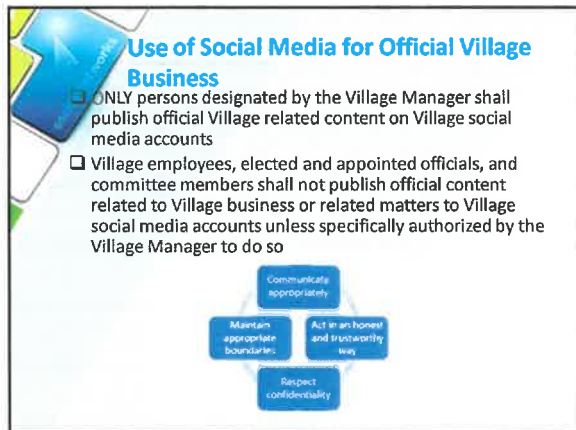 Use of Social Media for Official Village
Business
ONLY persons designated by the Village Manager shall
publish official Village related content on Village social
media accounts
Village employees, elected and appointed officials, and
committee members shall not publish official content
related to Village business or related matters to Village
social media accounts unless specifically authorized by the
Village Manager to do so
Communicate
appropriately
Maintain
appropriate
boundaries
Act in an honest
and trustworthy
way
Respect
confidentiality